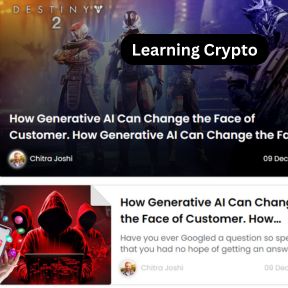 DESTINY
2
Learning Crypto
How Generative AI Can Change the Face of
Customer. How Generative AI Can Change the Fa
Chitra Joshi
09 Dec
How Generative AI Can Chang
the Face of Customer. How...
Have you ever Googled a question so spe
that you had no hope of getting an answ
Chitra Joshi
09 Dec